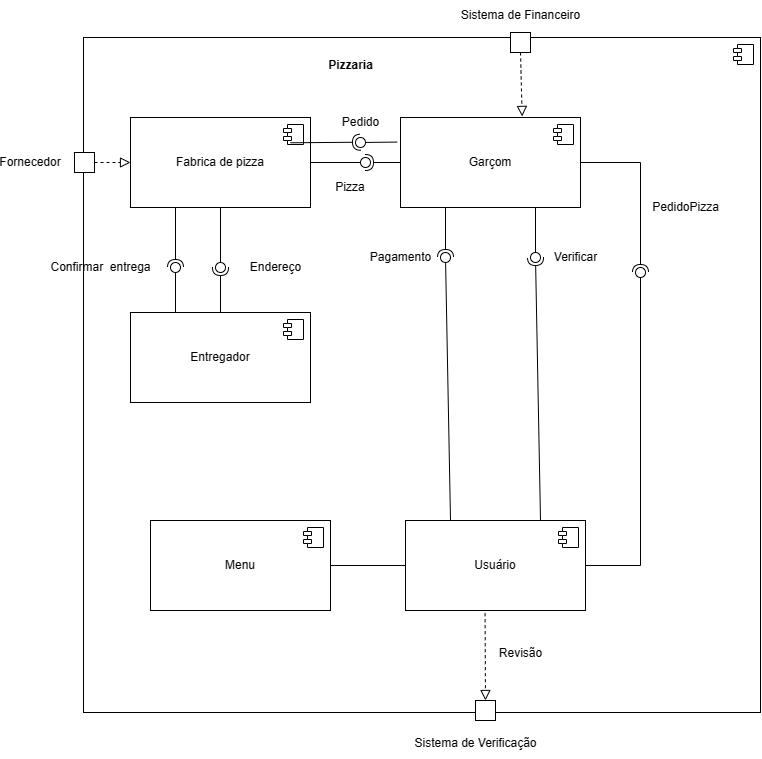 Sistema de Financeiro
Pizzaria
Pedido
Fornecedor
Fabrica de pizza
Garçom
Pizza
PedidoPizza
Confirmar entrega
Endereço
Pagamento
Verificar
Entregador
Menu
Usuário
Revisão
Sistema de Verificação